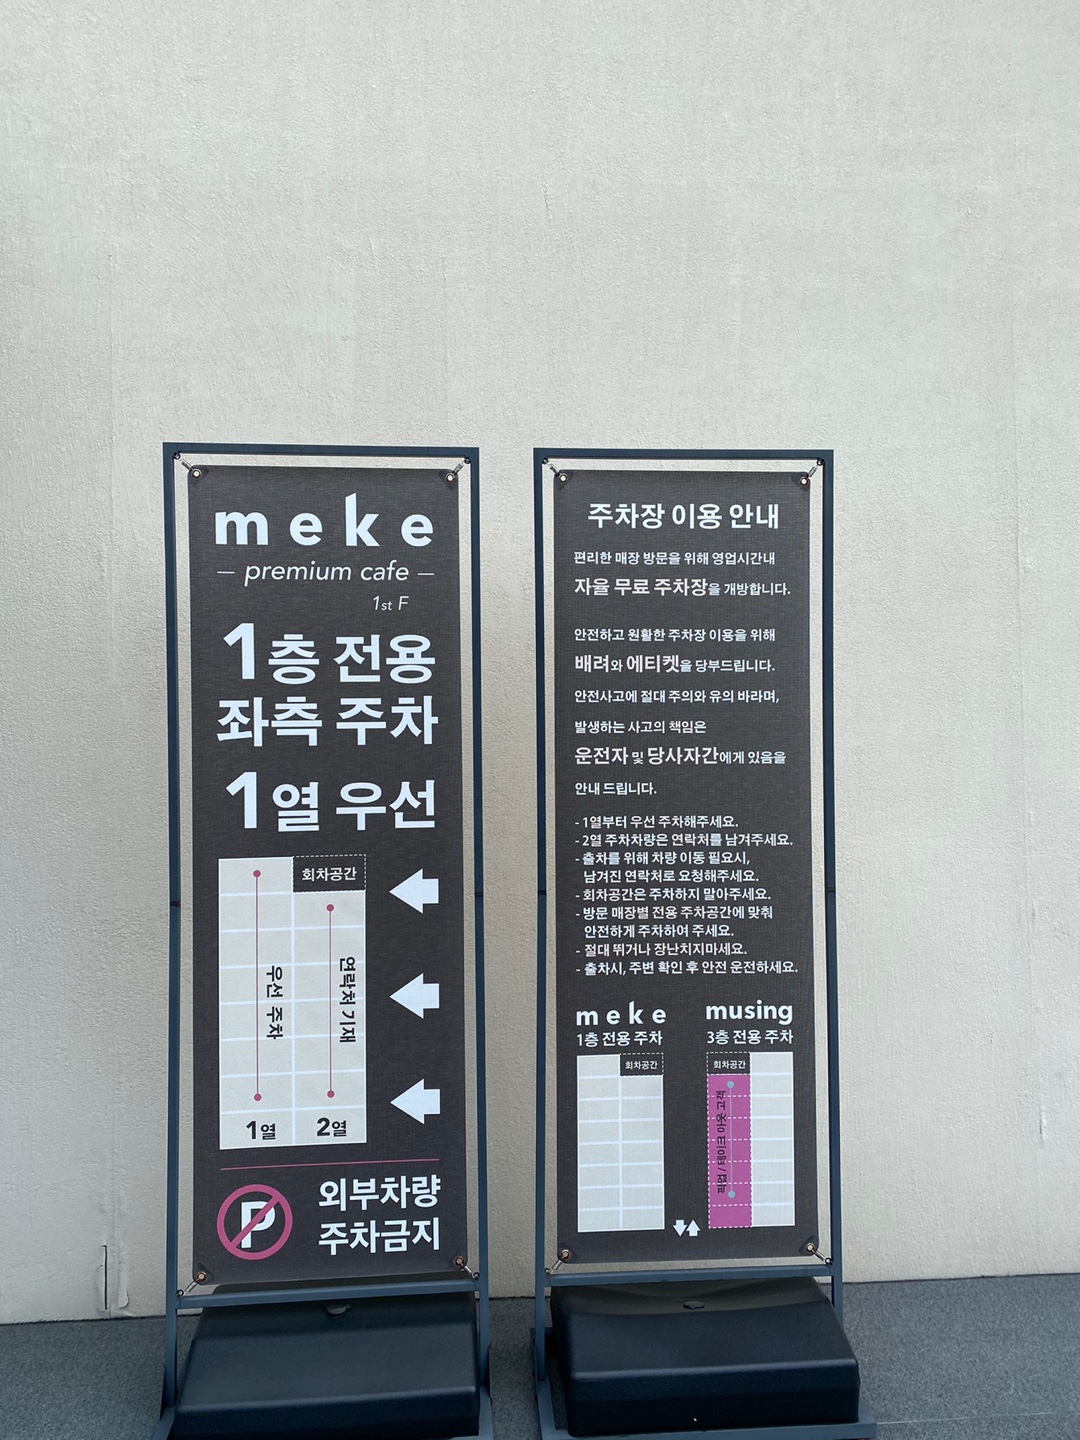 meke
— premium cafe —
1st F
1층 전용
좌측 주차
1열 우선
회차공간
우선 주차
연락처 기재
1열
2열
P
외부차량
주차금지
주차장 이용 안내
편리한 매장 방문을 위해 영업시간내
자율 무료 주차장을 개방합니다.
안전하고 원활한 주차장 이용을 위해
배려와 에티켓을 당부드립니다.
안전사고에 절대 주의와 유의 바라며,
발생하는 사고의 책임은
운전자 및 당사자간에게 있음을
안내 드립니다.
- 1열부터 우선 주차해주세요.
- 2열 주차차량은 연락처를 남겨주세요.
- 출차를 위해 차량 이동 필요시,
남겨진 연락처로 요청해주세요.
- 회차공간은 주차하지 말아주세요.
- 방문 매장별 전용 주차공간에 맞춰
안전하게 주차하여 주세요.
- 절대 뛰거나 장난치지마세요.
- 출차시, 주변 확인 후 안전 운전하세요.
meke
1층 전용 주차
회차공간
musing
3층 전용 주차
회차공간
픽업 / 테이크 아웃 고객